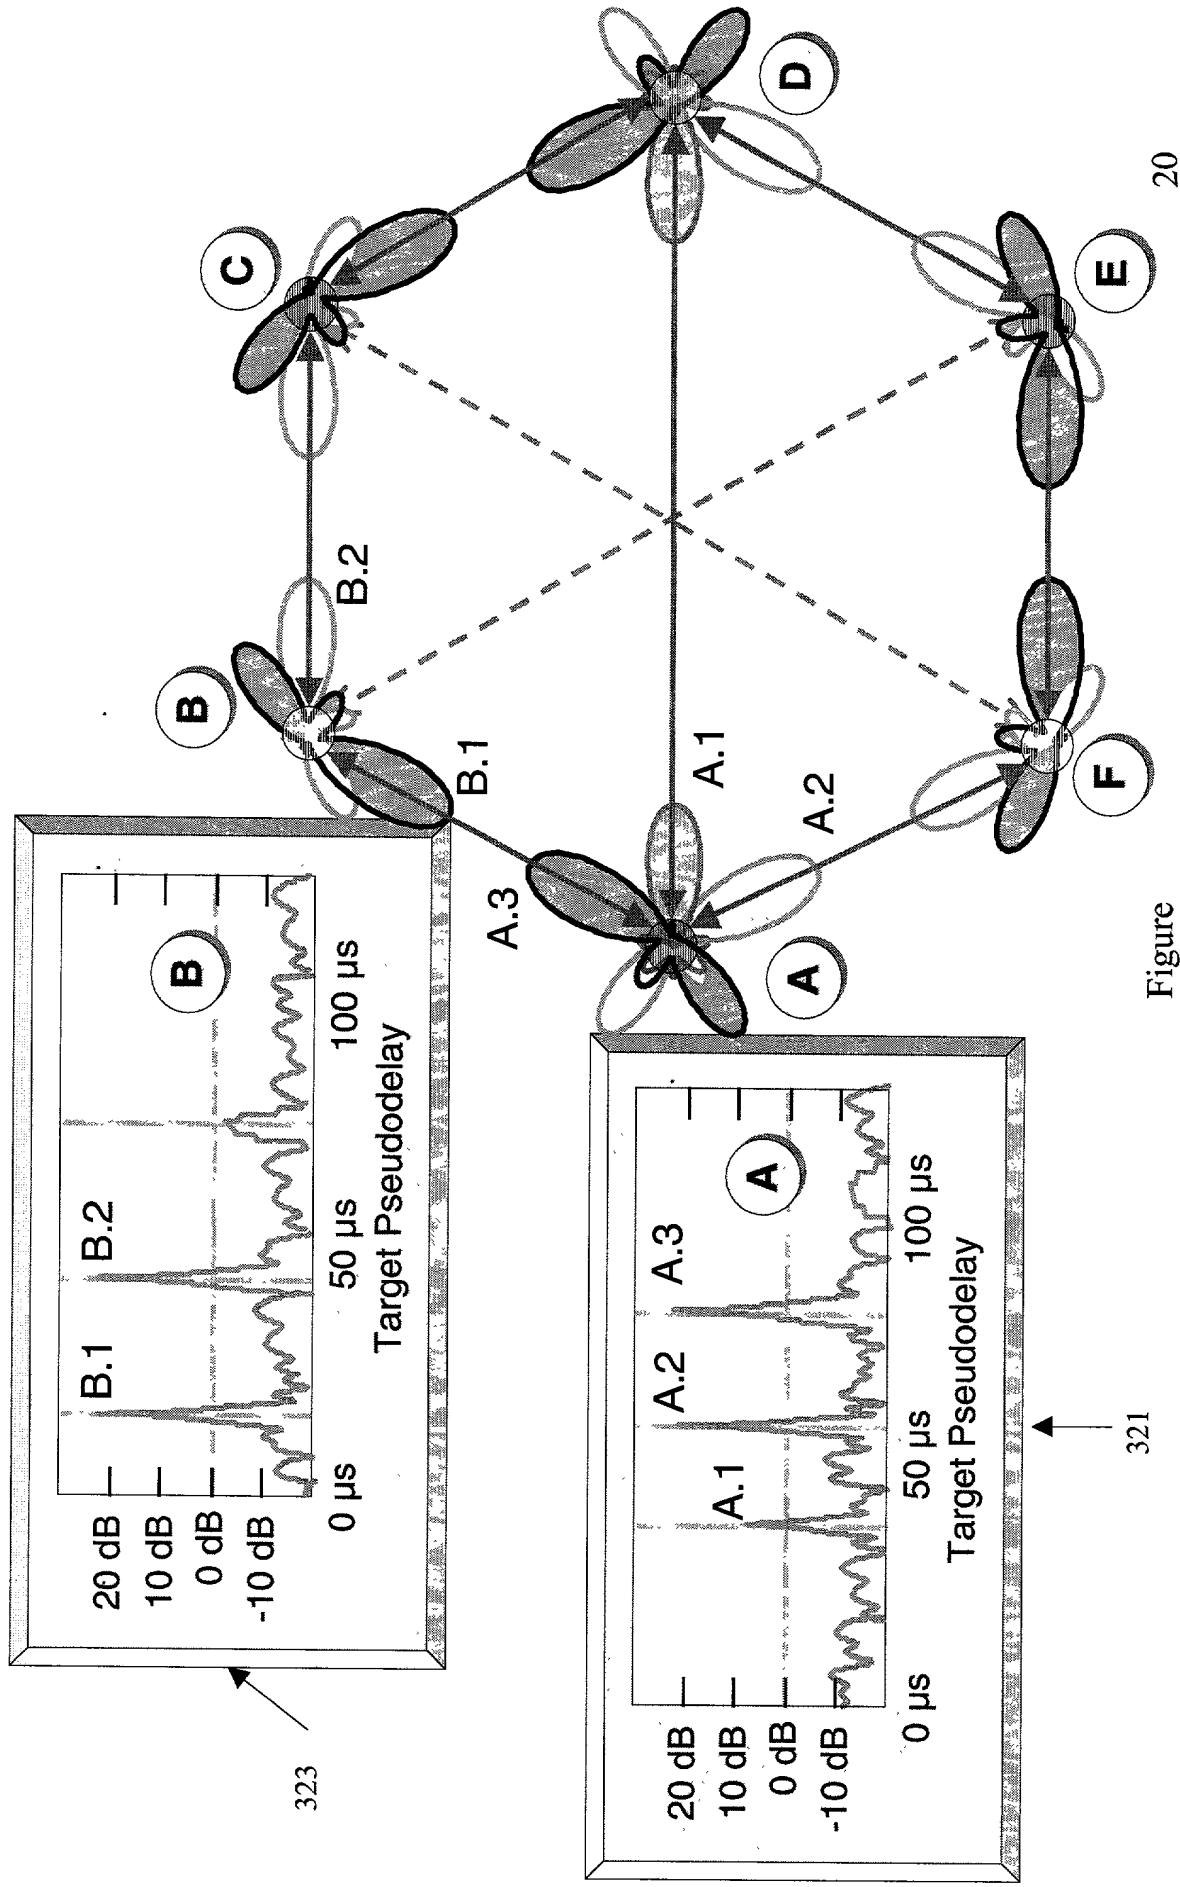 323
20 dB
10 dB
0 dB
-10 dB
B.1
B.2
B
0 µs
50 µs
100 µs
Target Pseudodelay
321
20 dB
10 dB
0 dB
-10 dB
A.1
A.2
A.3
A
0 µs
50 µs
100 µs
Target Pseudodelay
B
C
D
E
F
A
A.3
B.1
B.2
A.1
A.2
Figure 20